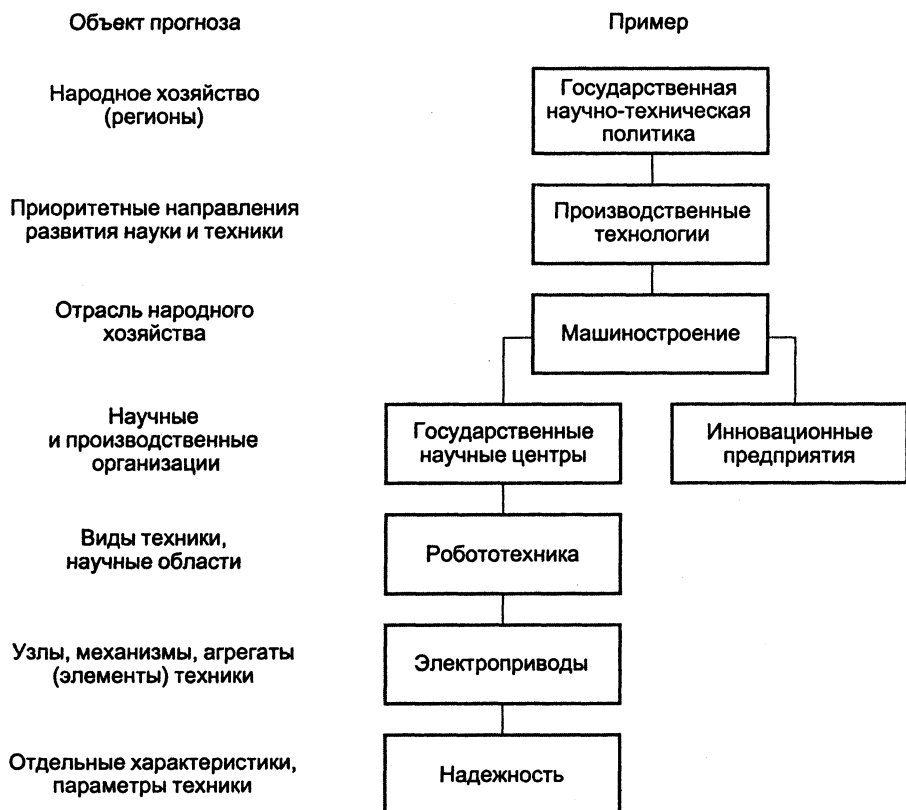 Объект прогноза
Пример
Народное хозяйство
(регионы)
Государственная
научно-техническая
политика
Приоритетные направления
развития науки и техники
Производственные
технологии
Отрасль народного
хозяйства
Машиностроение
Научные
и производственные
организации
Государственные
научные центры
Инновационные
предприятия
Виды техники,
научные области
Робототехника
Узлы, механизмы, агрегаты
(элементы) техники
Электроприводы
Отдельные характеристики,
параметры техники
Надежность